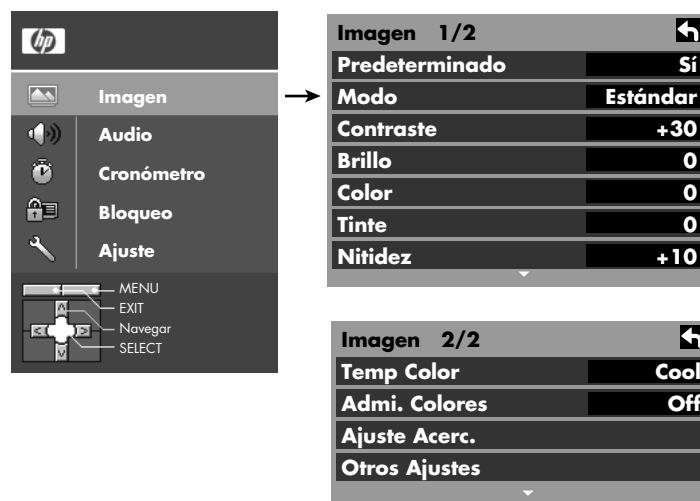 hp
Imagen
Audio
Cronómetro
Bloqueo
Ajuste
MENU
EXIT
Navegar
SELECT
Imagen 1/2
Predeterminado Sí
Modo Estándar
Contraste +30
Brillo 0
Color 0
Tinte 0
Nitidez +10
Imagen 2/2
Temp Color Cool
Admi. Colores Off
Ajuste Acerc.
Otros Ajustes